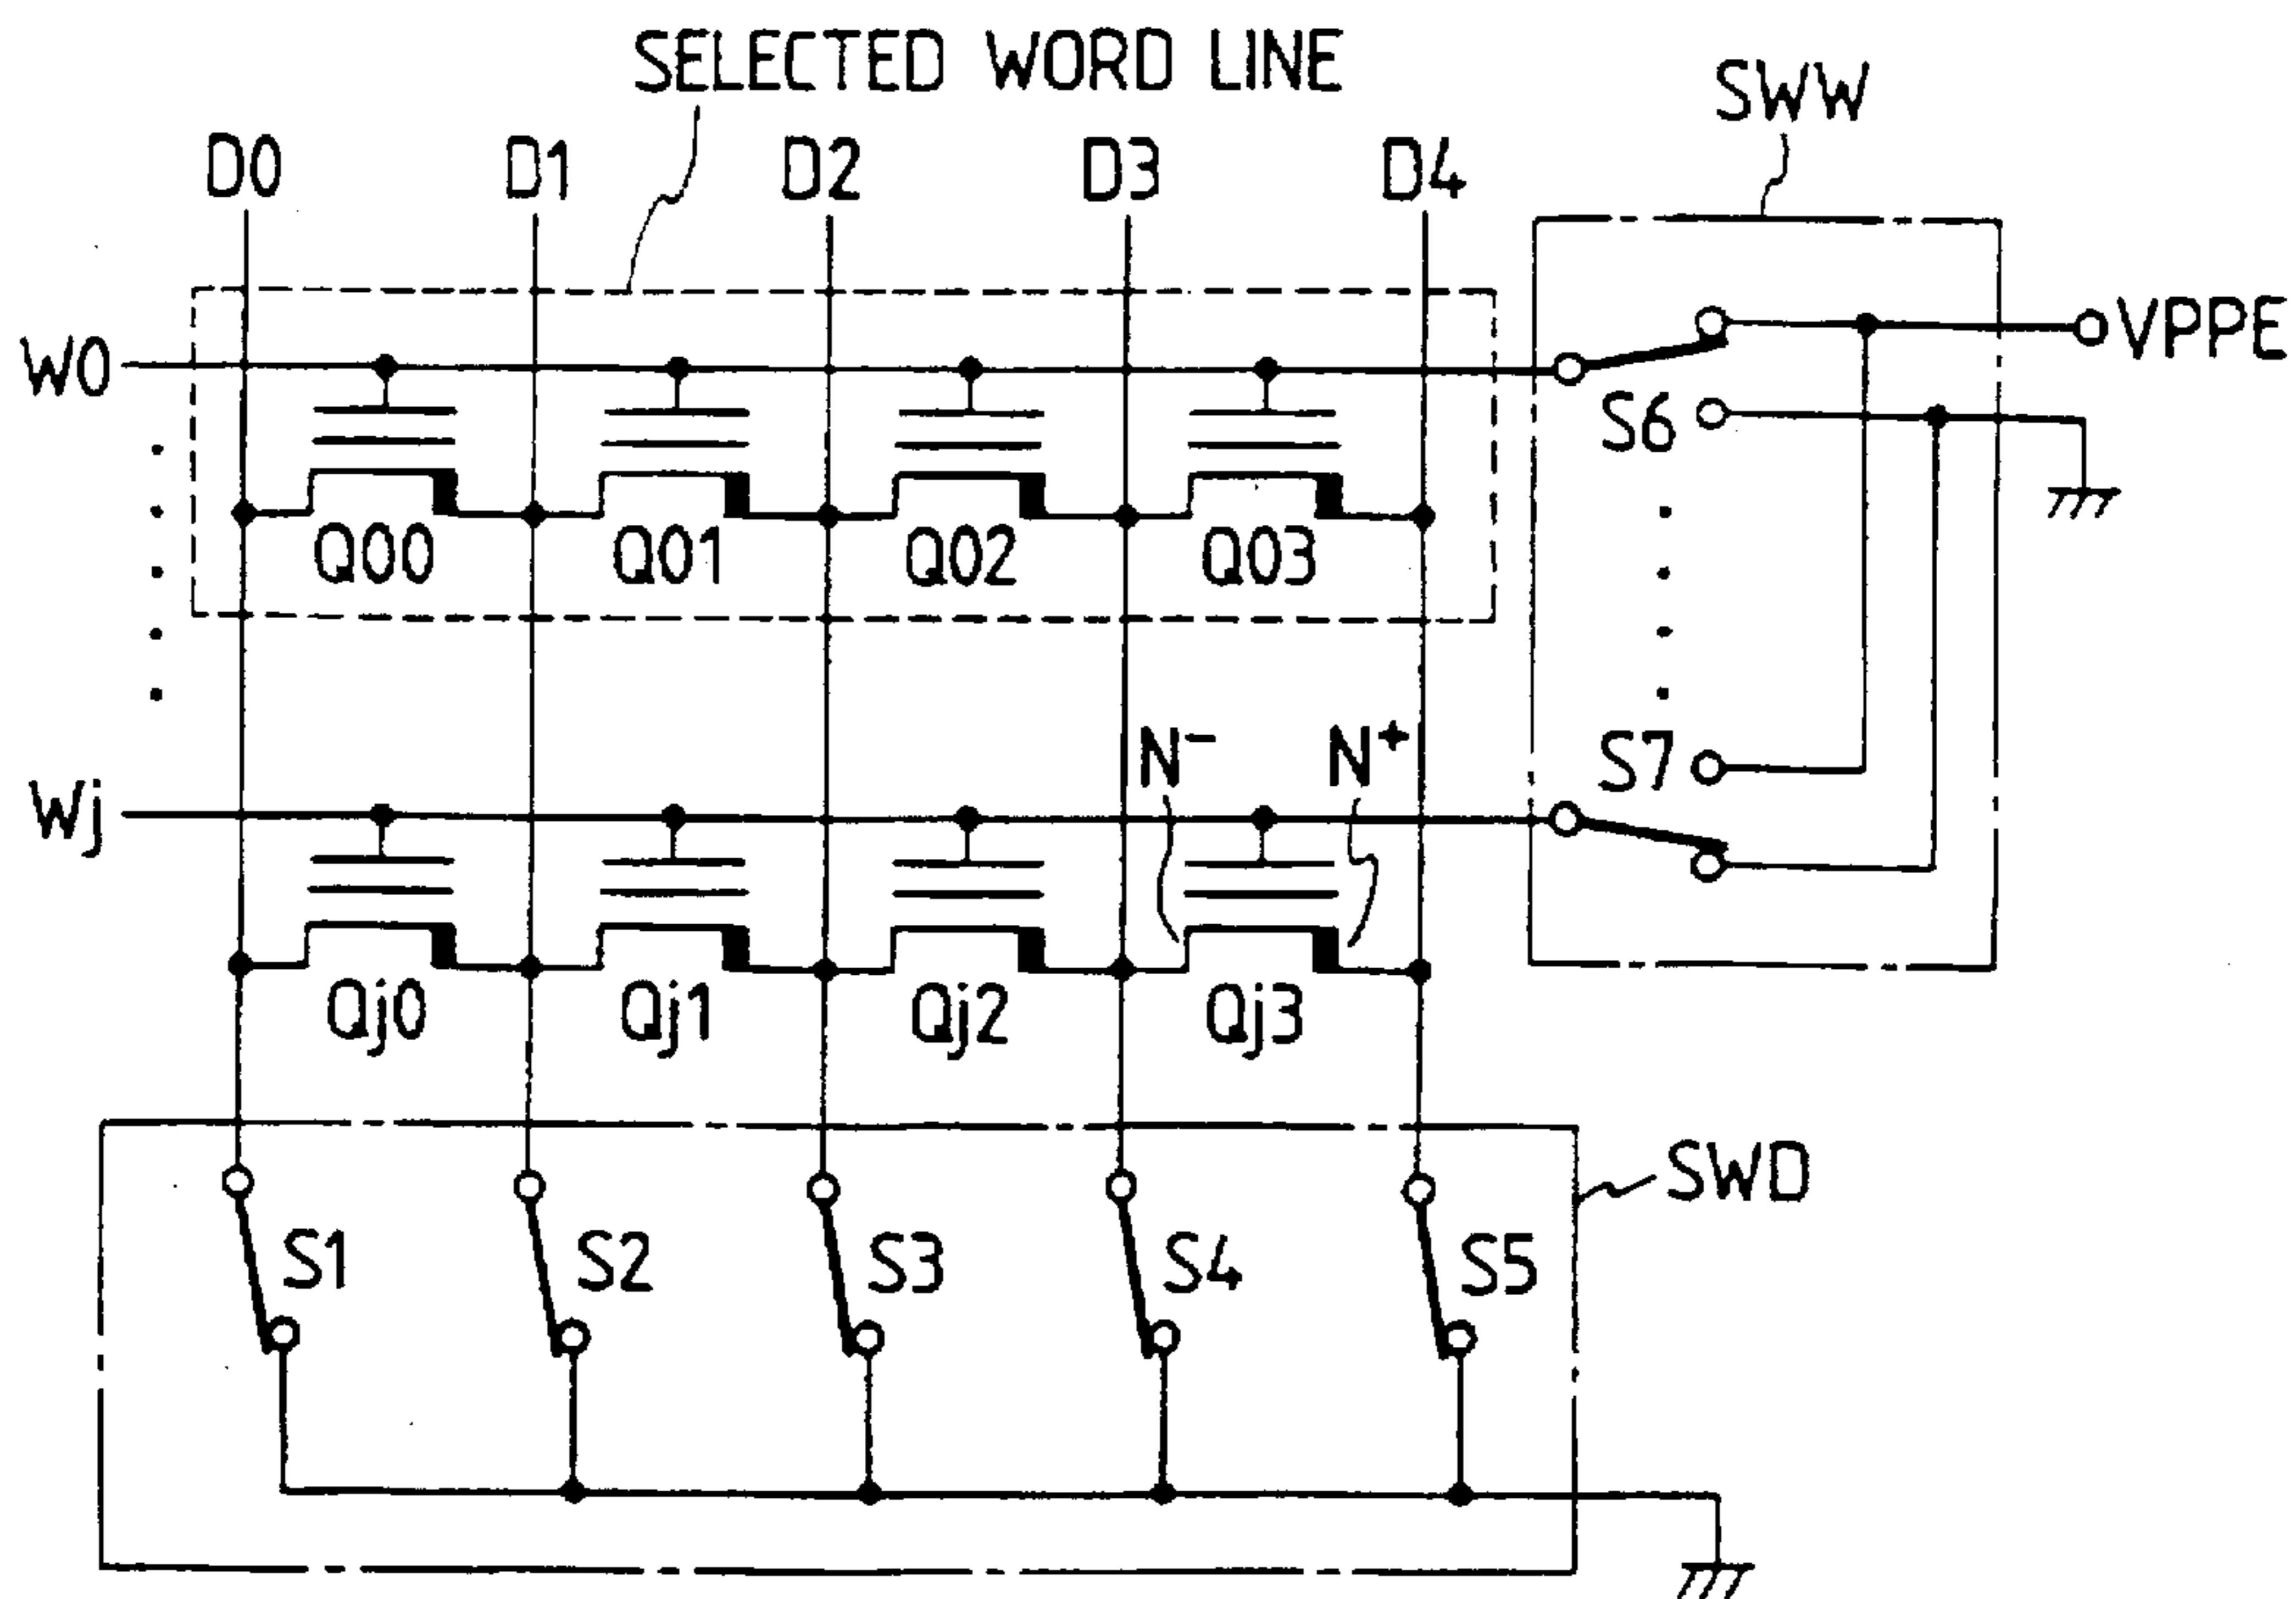 SELECTED WORD LINE
SWW
D0 D1 D2 D3 D4
VPPE
W0
S6
Q00 Q01 Q02 Q03
N⁻ N⁺
S7
Wj
Qj0 Qj1 Qj2 Qj3
SWD
S1 S2 S3 S4 S5